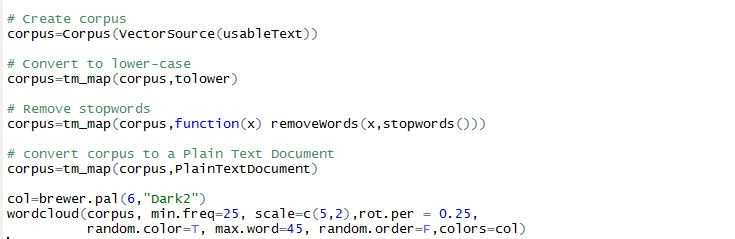 # Create corpus
corpus=Corpus(VectorSource(usableText))
# Convert to lower-case
corpus=tm_map(corpus,tolower)
# Remove stopwords
corpus=tm_map(corpus,function(x) removeWords(x,stopwords()))
# convert corpus to a Plain Text Document
corpus=tm_map(corpus,PlainTextDocument)
col=brewer.pal(6,"Dark2")
wordcloud(corpus, min.freq=25, scale=c(5,2),rot.per = 0.25,
random.color=T, max.word=45, random.order=F,colors=col)